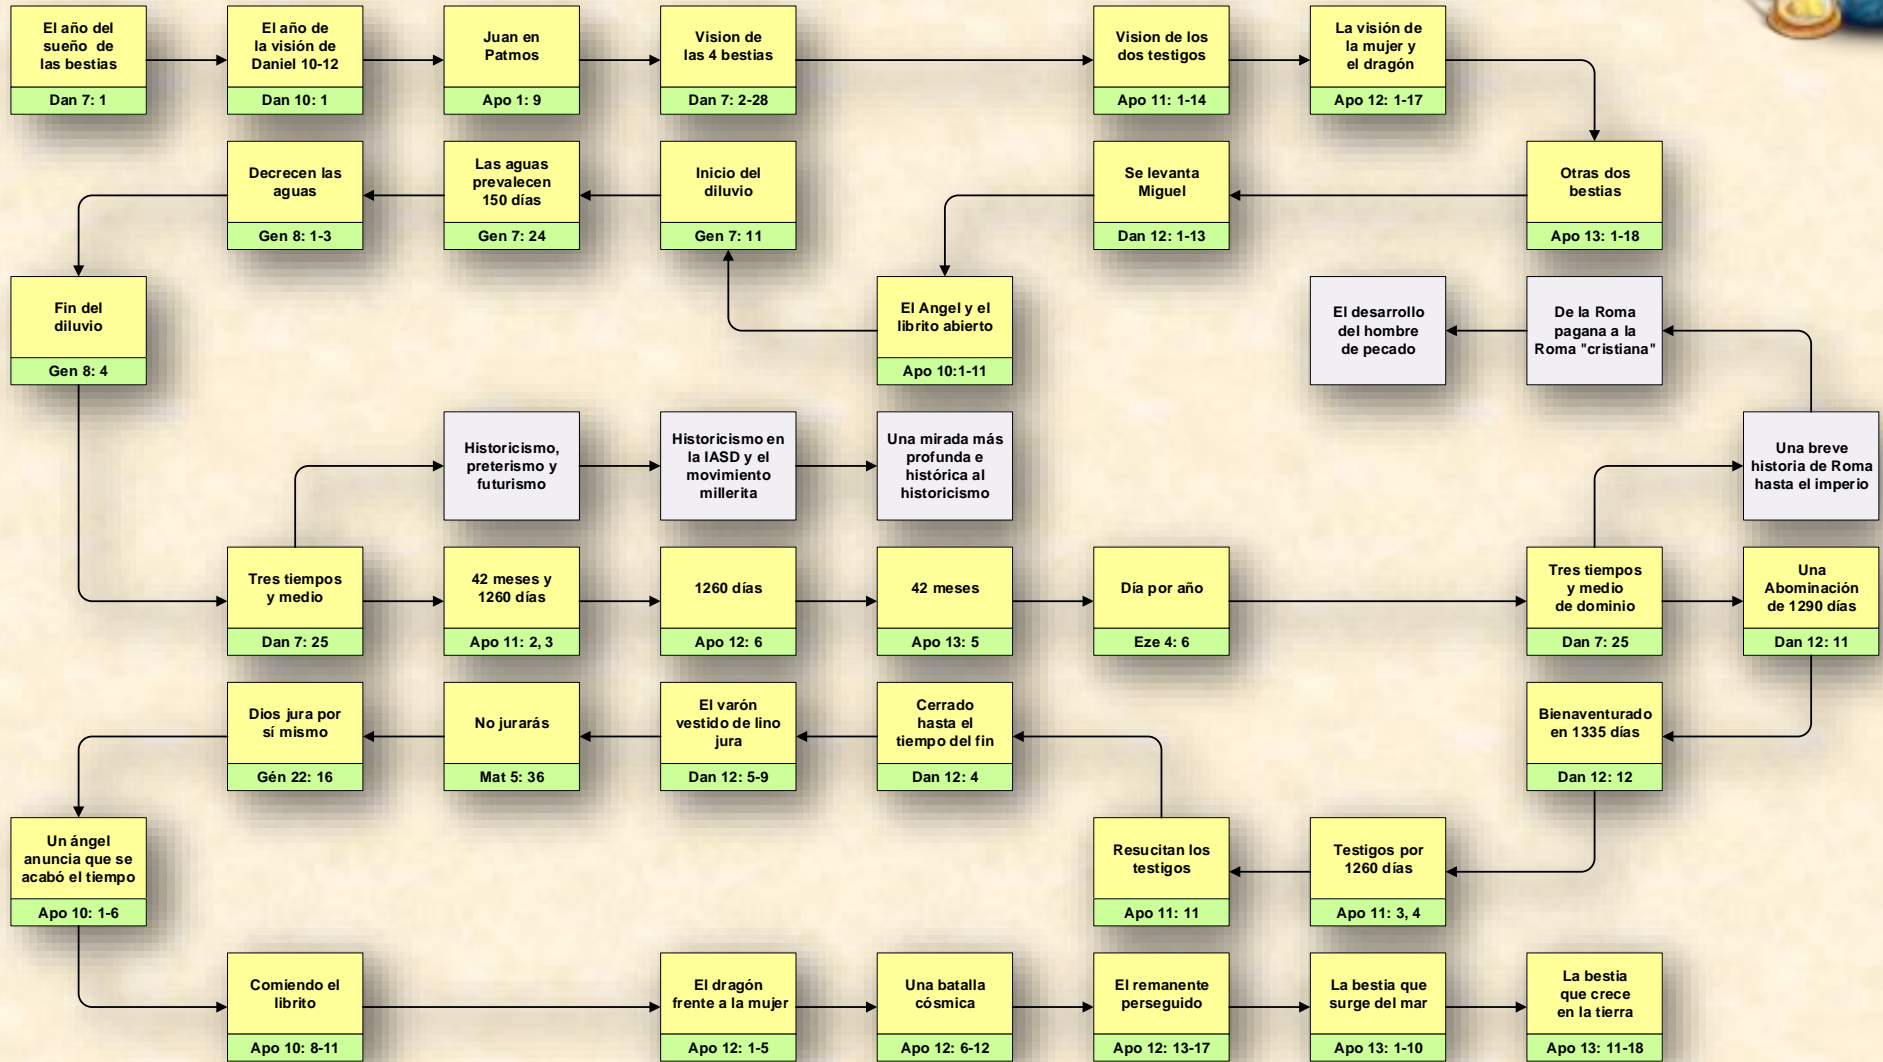 El año del
sueño de
las bestias
Dan 7: 1
El año de
la visión de
Daniel 10-12
Dan 10: 1
Juan en
Patmos
Apo 1: 9
Vision de
las 4 bestias
Dan 7: 2-28
Vision de los
dos testigos
Apo 11: 1-14
La visión de
la mujer y
el dragón
Apo 12: 1-17
Decrecen las
aguas
Gen 8: 1-3
Las aguas
prevalecen
150 días
Gen 7: 24
Inicio del
diluvio
Gen 7: 11
Se levanta
Miguel
Dan 12: 1-13
Otras dos
bestias
Apo 13: 1-18
Fin del
diluvio
Gen 8: 4
El Angel y el
librito abierto
Apo 10:1-11
El desarrollo
del hombre
de pecado
De la Roma
pagana a la
Roma "cristiana"
Historicismo,
preterismo y
futurismo
Historicismo en
la IASD y el
movimiento
millerita
Una mirada más
profunda e
histórica al
historicismo
Una breve
historia de Roma
hasta el imperio
Tres tiempos
y medio
Dan 7: 25
42 meses y
1260 días
Apo 11: 2, 3
1260 días
Apo 12: 6
42 meses
Apo 13: 5
Día por año
Eze 4: 6
Tres tiempos
y medio
de dominio
Dan 7: 25
Una
Abominación
de 1290 días
Dan 12: 11
Dios jura por
sí mismo
Gén 22: 16
No jurarás
Mat 5: 36
El varón
vestido de lino
jura
Dan 12: 5-9
Cerrado
hasta el
tiempo del fin
Dan 12: 4
Bienaventurado
en 1335 días
Dan 12: 12
Un ángel
anuncia que se
acabó el tiempo
Apo 10: 1-6
Resucitan los
testigos
Apo 11: 11
Testigos por
1260 días
Apo 11: 3, 4
Comiendo el
librito
Apo 10: 8-11
El dragón
frente a la mujer
Apo 12: 1-5
Una batalla
cósmica
Apo 12: 6-12
El remanente
perseguido
Apo 12: 13-17
La bestia que
surge del mar
Apo 13: 1-10
La bestia
que crece
en la tierra
Apo 13: 11-18